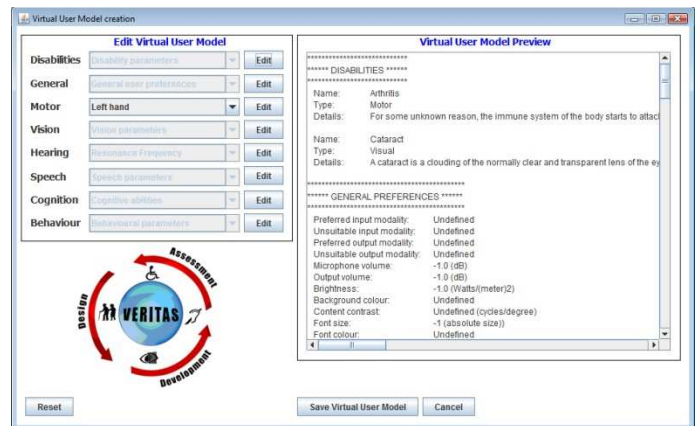 Virtual User Model creation
Edit Virtual User Model
Disabilities Disability parameters Edit
General General user preferences Edit
Motor Left hand Edit
Vision Vision parameters Edit
Hearing Resonance Frequency Edit
Speech Speech parameters Edit
Cognition Cognitive abilities Edit
Behaviour Behavioural parameters Edit
Assessment
Design
VERITAS
Development
Reset
Virtual User Model Preview
****************************
****** DISABILITIES ******
****************************
Name: Arthritis
Type: Motor
Details: For some unknown reason, the immune system of the body starts to attac
Name: Cataract
Type: Visual
Details: A cataract is a clouding of the normally clear and transparent lens of the ey
********************************************
****** GENERAL PREFERENCES ******
********************************************
Preferred input modality: Undefined
Unsuitable input modality: Undefined
Preferred output modality: Undefined
Unsuitable output modality: Undefined
Microphone volume: -1.0 (dB)
Output volume: -1.0 (dB)
Brightness: -1.0 (Watts/(meter)2)
Background colour: Undefined
Content contrast: Undefined (cycles/degree)
Font size: -1 (absolute size))
Font colour: Undefined
Save Virtual User Model Cancel